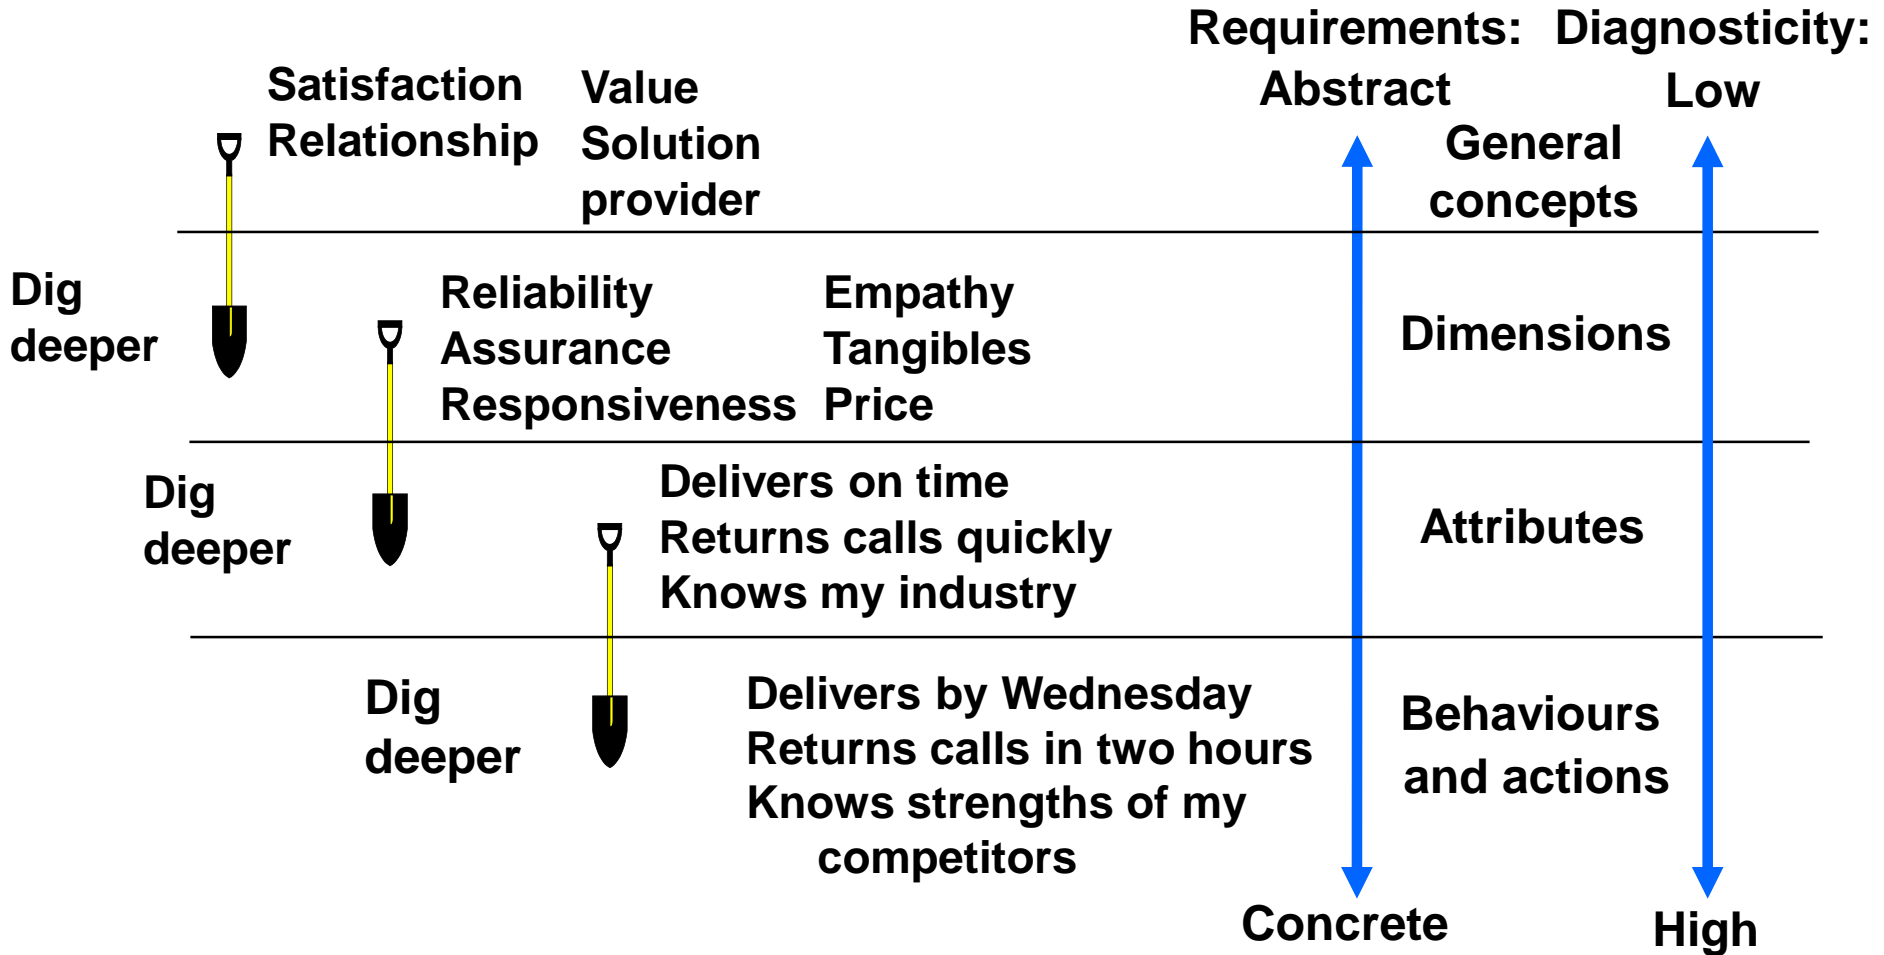 Requirements: Diagnosticity:
Abstract Low
Satisfaction
Relationship
Value
Solution
provider
General
concepts
Dig
deeper
Reliability
Assurance
Responsiveness
Empathy
Tangibles
Price
Dimensions
Dig
deeper
Delivers on time
Returns calls quickly
Knows my industry
Attributes
Dig
deeper
Delivers by Wednesday
Returns calls in two hours
Knows strengths of my
competitors
Behaviours
and actions
Concrete High